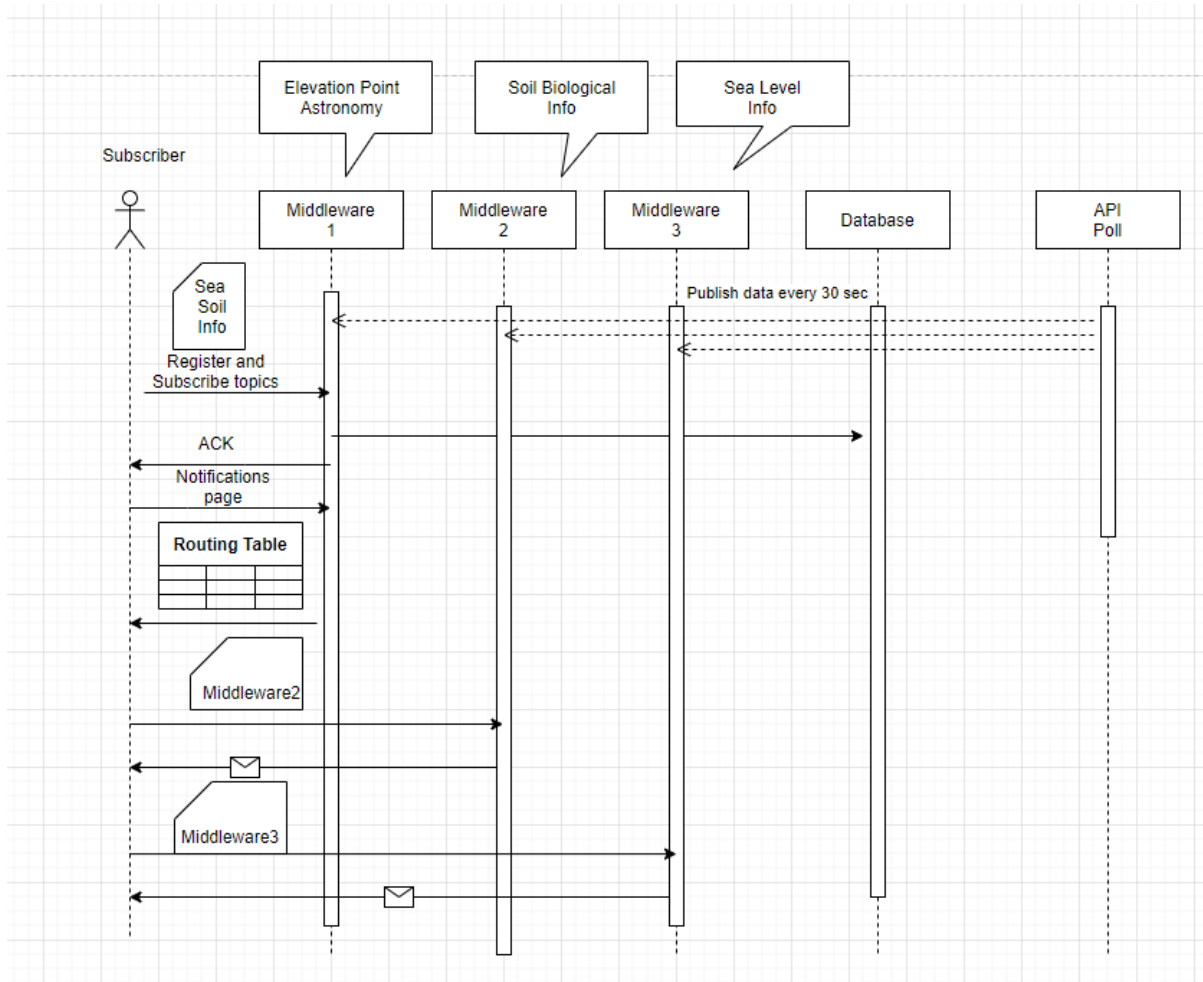 Elevation Point
Astronomy
Soil Biological
Info
Sea Level
Info
Subscriber
Middleware
1
Middleware
2
Middleware
3
Database
API
Poll
Sea
Soil
Info
Publish data every 30 sec
Register and
Subscribe topics
ACK
Notifications
page
Routing Table
Middleware2
Middleware3